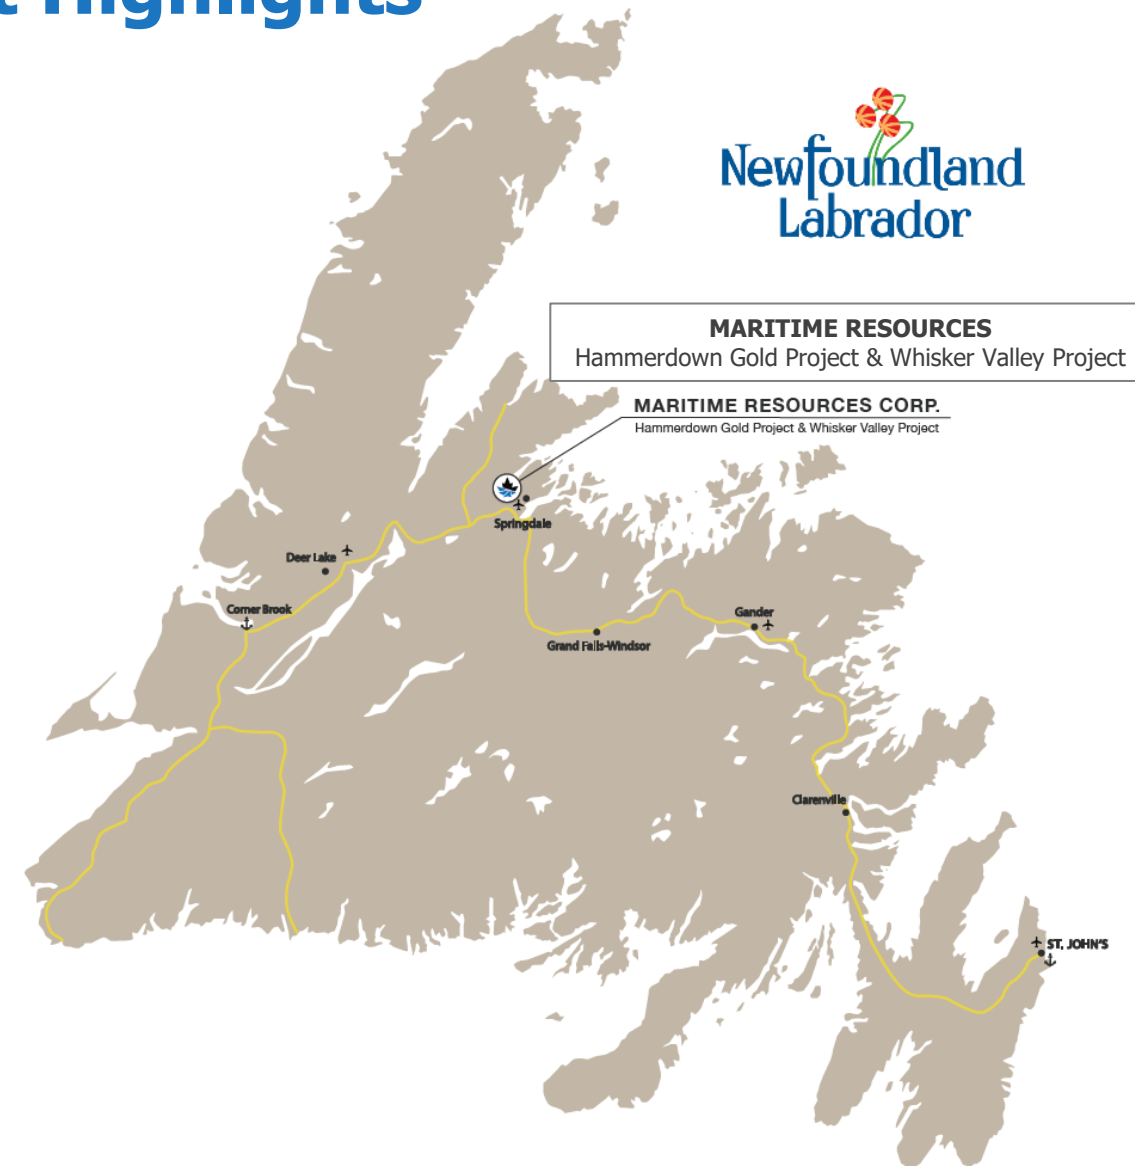 t Highlights
Newfoundland
Labrador
MARITIME RESOURCES
Hammerdown Gold Project & Whisker Valley Project
MARITIME RESOURCES CORP.
Hammerdown Gold Project & Whisker Valley Project
Springdale
Deer Lake
Corner Brook
Gander
Grand Falls-Windsor
Clarenville
ST. JOHN'S